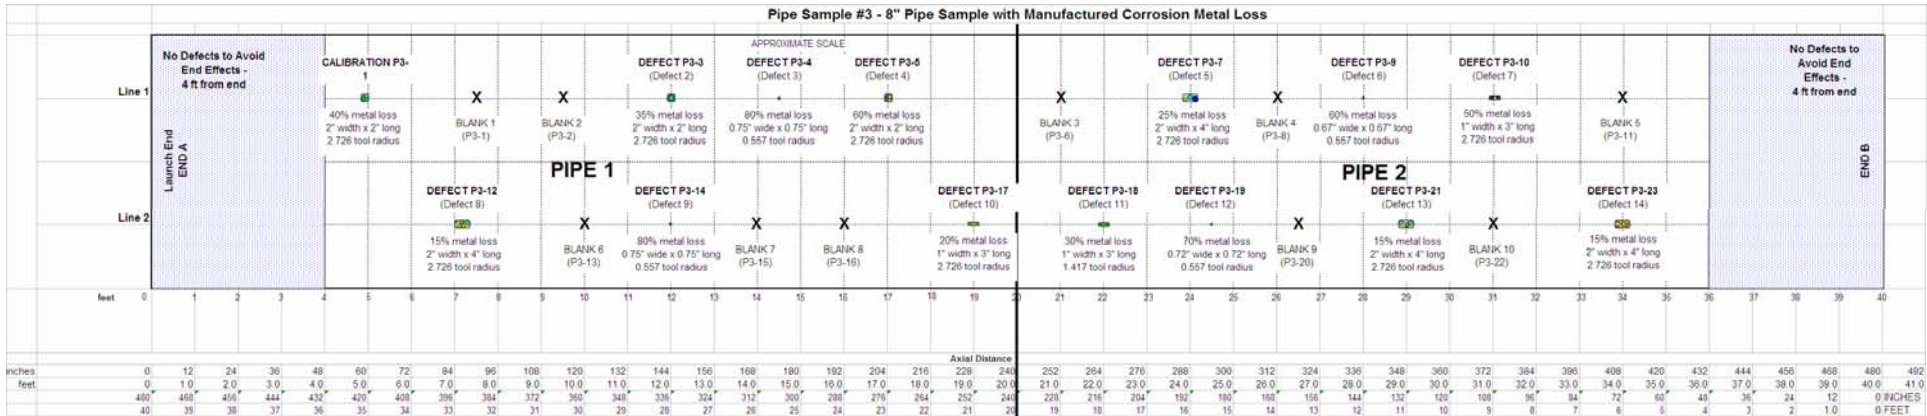 Pipe Sample #3 - 8" Pipe Sample with Manufactured Corrosion Metal Loss
No Defects to Avoid
End Effects -
4 ft from end
APPROXIMATE SCALE
No Defects to
Avoid End
Effects -
4 ft from end
CALIBRATION P3-
1
DEFECT P3-3
(Defect 2)
DEFECT P3-4
(Defect 3)
DEFECT P3-5
(Defect 4)
DEFECT P3-7
(Defect 5)
DEFECT P3-9
(Defect 6)
DEFECT P3-10
(Defect 7)
Line 1
X X X X X
40% metal loss
2" width x 2" long
2.726 tool radius
BLANK 1
(P3-1)
BLANK 2
(P3-2)
35% metal loss
2" width x 2" long
2.726 tool radius
80% metal loss
0.75" wide x 0.75" long
0.557 tool radius
60% metal loss
2" width x 2" long
2.726 tool radius
BLANK 3
(P3-6)
25% metal loss
2" width x 4" long
2.726 tool radius
BLANK 4
(P3-8)
60% metal loss
0.67" wide x 0.67" long
0.557 tool radius
50% metal loss
1" width x 3" long
2.726 tool radius
BLANK 5
(P3-11)
Launch End
END A
PIPE 1
PIPE 2
END B
DEFECT P3-12
(Defect 8)
DEFECT P3-14
(Defect 9)
DEFECT P3-17
(Defect 10)
DEFECT P3-18
(Defect 11)
DEFECT P3-19
(Defect 12)
DEFECT P3-21
(Defect 13)
DEFECT P3-23
(Defect 14)
Line 2
X X X X X
15% metal loss
2" width x 4" long
2.726 tool radius
BLANK 6
(P3-13)
80% metal loss
0.75" wide x 0.75" long
0.557 tool radius
BLANK 7
(P3-15)
BLANK 8
(P3-16)
20% metal loss
1" width x 3" long
2.726 tool radius
30% metal loss
1" width x 3" long
1.417 tool radius
70% metal loss
0.72" wide x 0.72" long
0.557 tool radius
BLANK 9
(P3-20)
15% metal loss
2" width x 4" long
2.726 tool radius
BLANK 10
(P3-22)
15% metal loss
2" width x 4" long
2.726 tool radius
feet 0 1 2 3 4 5 6 7 8 9 10 11 12 13 14 15 16 17 18 19 20 21 22 23 24 25 26 27 28 29 30 31 32 33 34 35 36 37 38 39 40
Axial Distance
inches 0 12 24 36 48 60 72 84 96 108 120 132 144 156 168 180 192 204 216 228 240 252 264 276 288 300 312 324 336 348 360 372 384 396 408 420 432 444 456 468 480 492
feet 0 1.0 2.0 3.0 4.0 5.0 6.0 7.0 8.0 9.0 10.0 11.0 12.0 13.0 14.0 15.0 16.0 17.0 18.0 19.0 20.0 21.0 22.0 23.0 24.0 25.0 26.0 27.0 28.0 29.0 30.0 31.0 32.0 33.0 34.0 35.0 36.0 37.0 38.0 39.0 40.0 41.0
480 468 456 444 432 420 408 396 384 372 360 348 336 324 312 300 288 276 264 252 240 228 216 204 192 180 168 156 144 132 120 108 96 84 72 60 48 36 24 12 0 INCHES
40 39 38 37 36 35 34 33 32 31 30 29 28 27 26 25 24 23 22 21 20 19 18 17 16 15 14 13 12 11 10 9 8 7 6 5 4 3 2 1.0 0 FEET